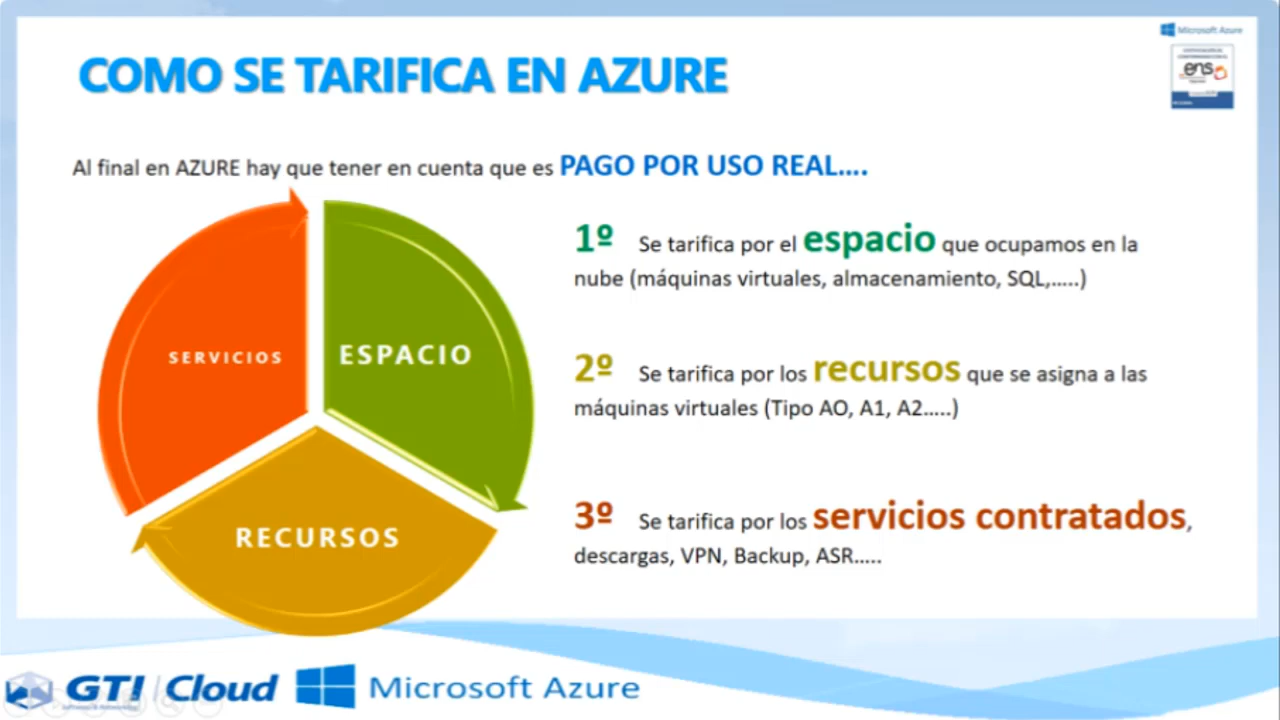 Microsoft Azure
ens
COMO SE TARIFICA EN AZURE
Al final en AZURE hay que tener en cuenta que es PAGO POR USO REAL....
SERVICIOS
ESPACIO
RECURSOS
1º Se tarifica por el espacio que ocupamos en la
nube (máquinas virtuales, almacenamiento, SQL,.....)
2º Se tarifica por los recursos que se asigna a las
máquinas virtuales (Tipo AO, A1, A2.....)
3º Se tarifica por los servicios contratados,
descargas, VPN, Backup, ASR.....
GTI Cloud
Microsoft Azure